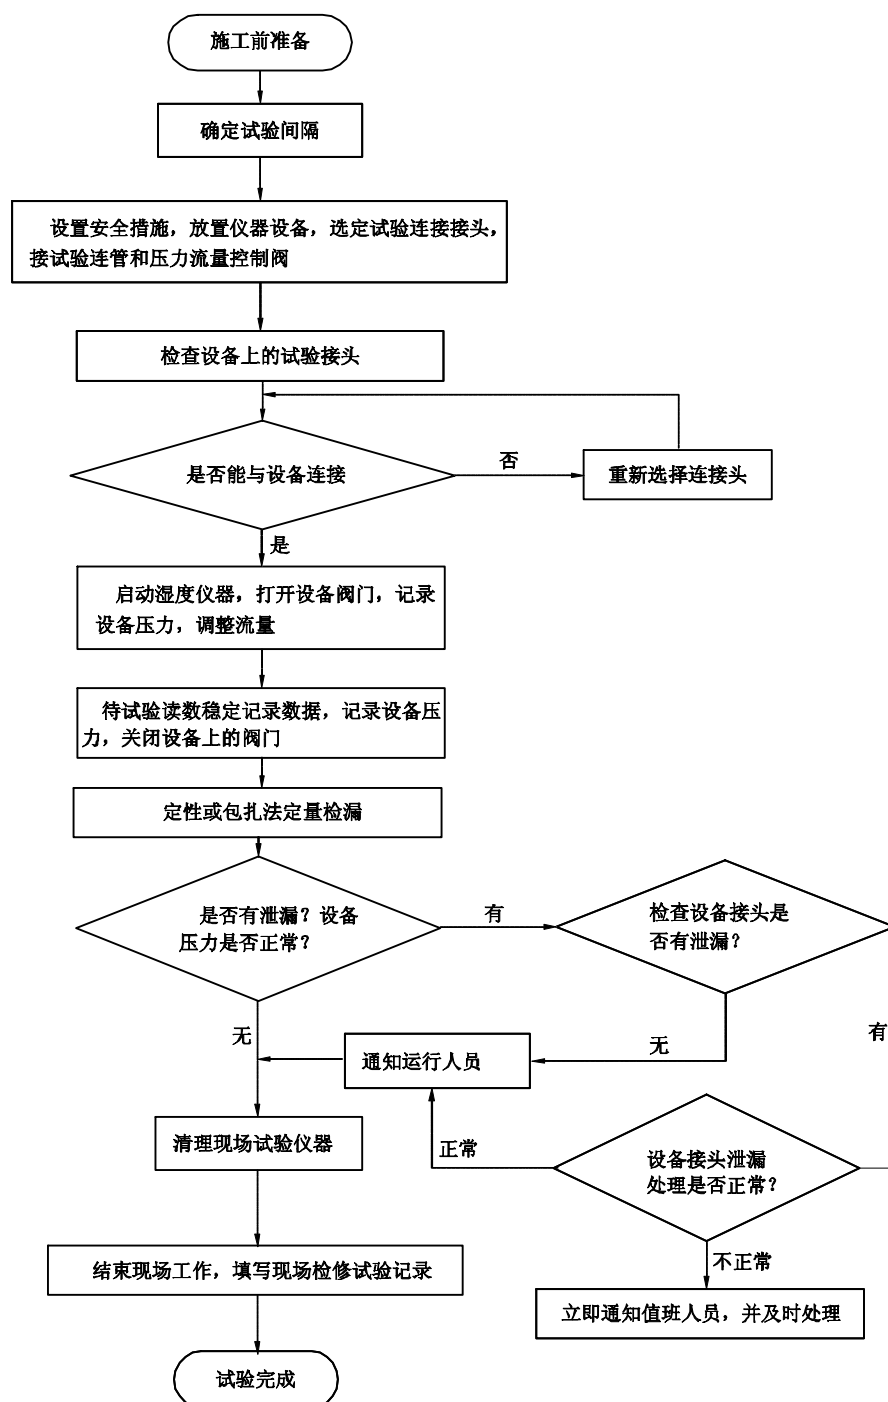 施工前准备
确定试验间隔
设置安全措施，放置仪器设备，选定试验连接接头，
接试验连管和压力流量控制阀
检查设备上的试验接头
是否能与设备连接
否
重新选择连接头
是
启动湿度仪器，打开设备阀门，记录
设备压力，调整流量
待试验读数稳定记录数据，记录设备压
力，关闭设备上的阀门
定性或包扎法定量检漏
是否有泄漏？设备
压力是否正常？
有
检查设备接头是
否有泄漏？
无
通知运行人员
无
有
清理现场试验仪器
正常
设备接头泄漏
处理是否正常？
不正常
结束现场工作，填写现场检修试验记录
立即通知值班人员，并及时处理
试验完成